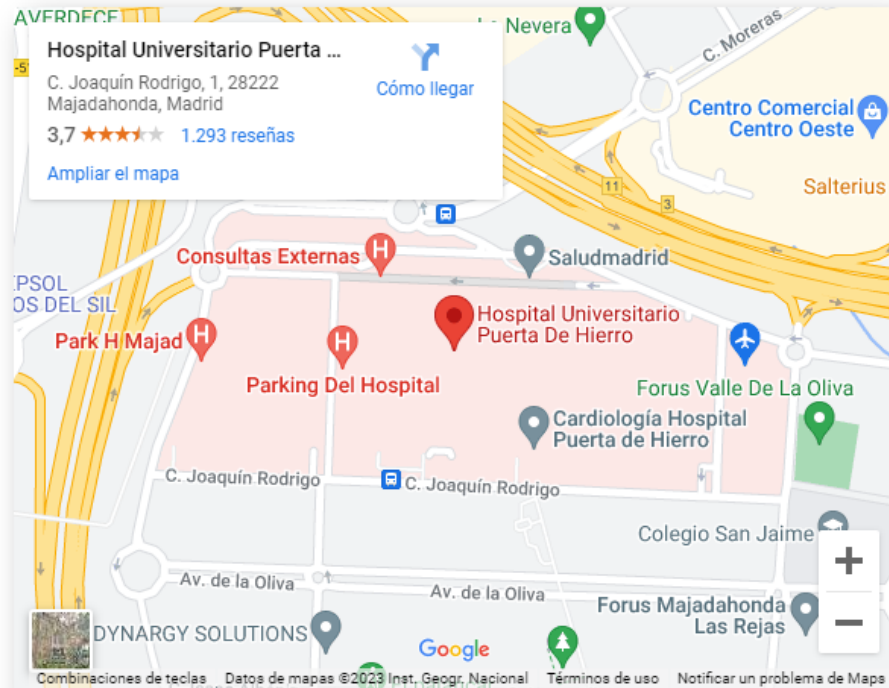 AVERDECE
La Nevera
C. Moreras
Hospital Universitario Puerta ...
C. Joaquín Rodrigo, 1, 28222
Majadahonda, Madrid
3,7
1.293 reseñas
Ampliar el mapa
Cómo llegar
Centro Comercial
Centro Oeste
11
3
Salterius
Consultas Externas
Saludmadrid
EPSOL
OS DEL SIL
Park H Majad
Hospital Universitario
Puerta De Hierro
Parking Del Hospital
Forus Valle De La Oliva
Cardiología Hospital
Puerta de Hierro
C. Joaquín Rodrigo
C. Joaquín Rodrigo
Colegio San Jaime
Av. de la Oliva
Av. de la Oliva
Forus Majadahonda
Las Rejas
DYNARGY SOLUTIONS
Google
Combinaciones de teclas
Datos de mapas ©2023 Inst. Geogr. Nacional
Términos de uso
Notificar un problema de Maps